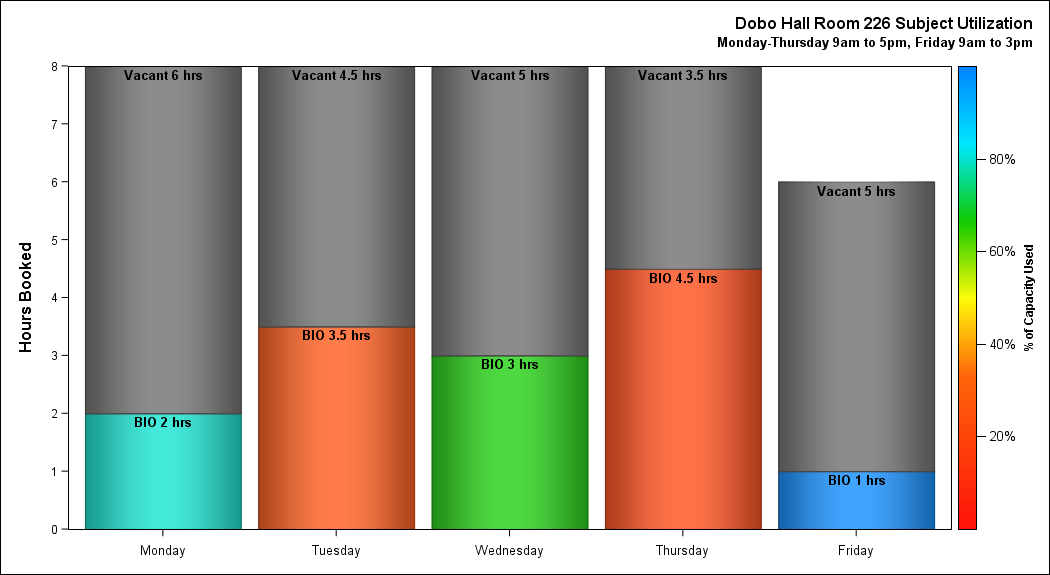 Dobo Hall Room 226 Subject Utilization
Monday-Thursday 9am to 5pm, Friday 9am to 3pm
Hours Booked
8
7
6
5
4
3
2
1
0
Vacant 6 hrs
BIO 2 hrs
Vacant 4.5 hrs
BIO 3.5 hrs
Vacant 5 hrs
BIO 3 hrs
Vacant 3.5 hrs
BIO 4.5 hrs
Vacant 5 hrs
BIO 1 hrs
Monday
Tuesday
Wednesday
Thursday
Friday
80%
60%
40%
20%
% of Capacity Used